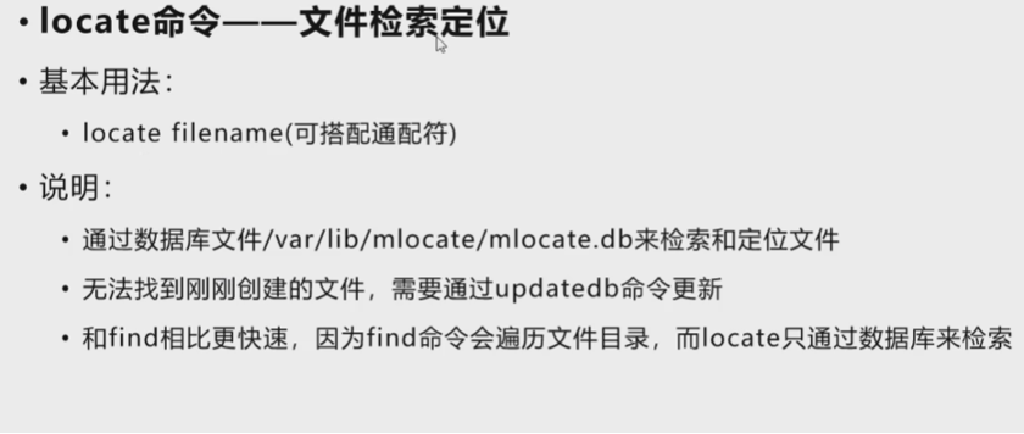 • locate命令——文件检索定位
• 基本用法：
• locate filename(可搭配通配符)
• 说明：
• 通过数据库文件/var/lib/mlocate/mlocate.db来检索和定位文件
• 无法找到刚刚创建的文件，需要通过updatedb命令更新
• 和find相比更快速，因为find命令会遍历文件目录，而locate只通过数据库来检索